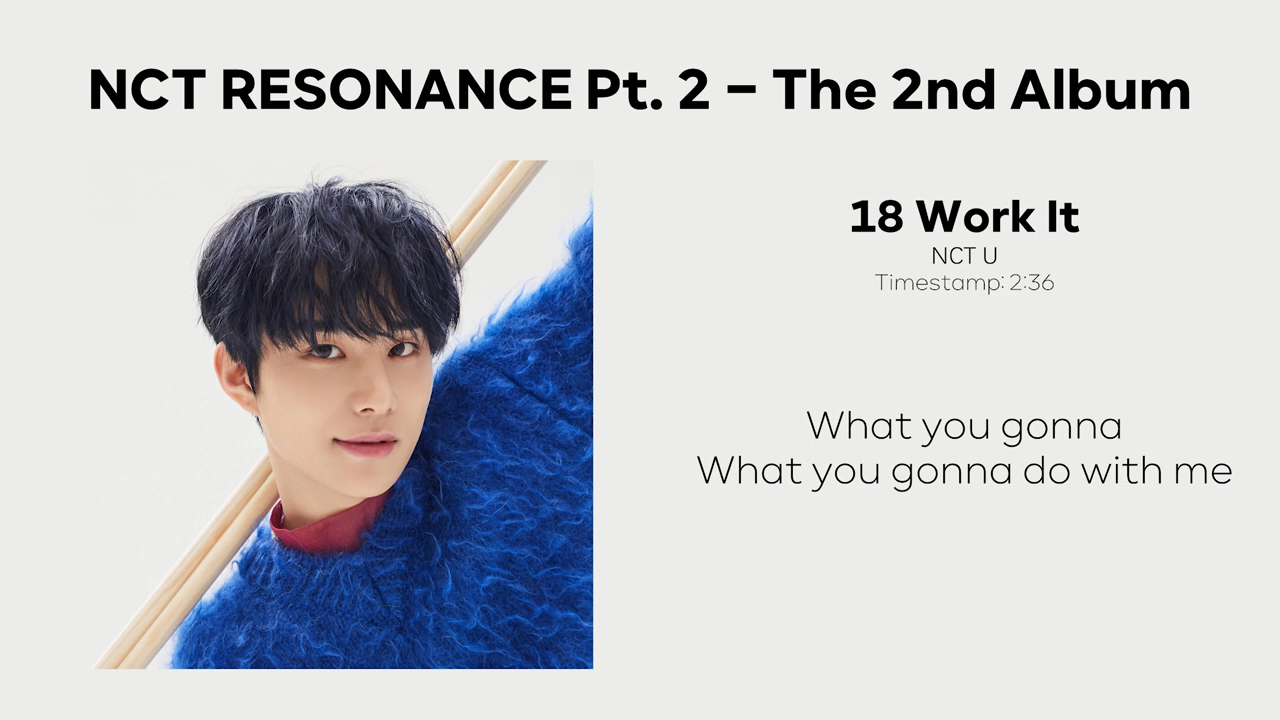 NCT RESONANCE Pt. 2 – The 2nd Album
18 Work It
NCT U
Timestamp: 2:36
What you gonna
What you gonna do with me